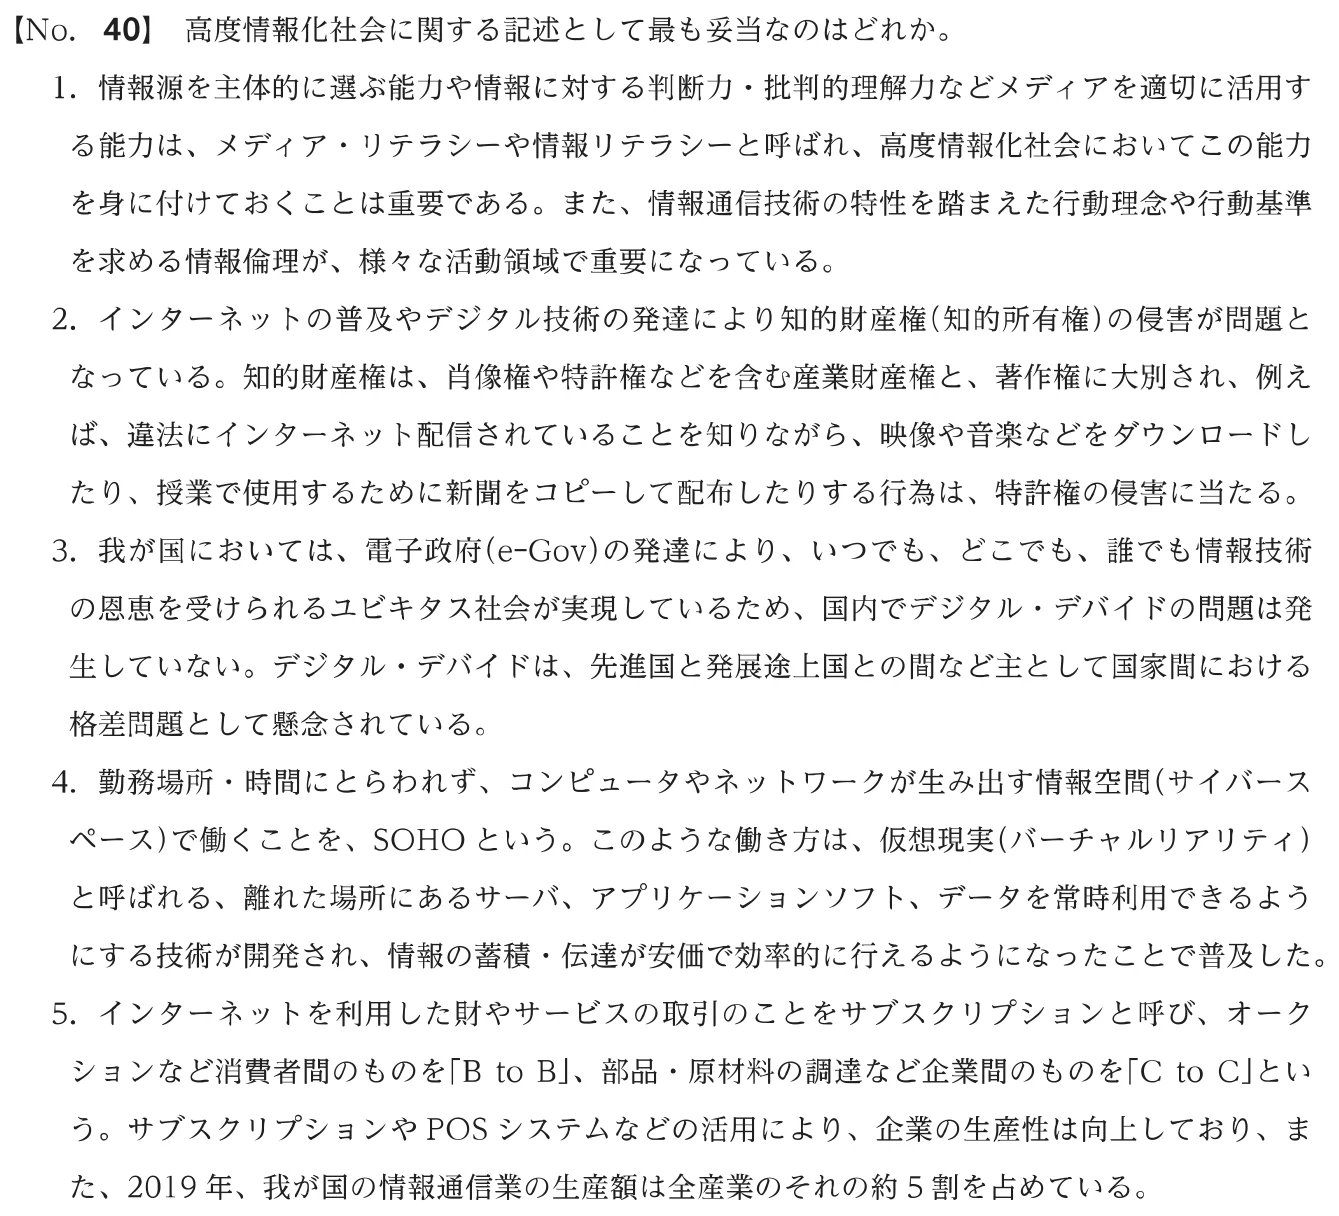 【No. 40】 高度情報化社会に関する記述として最も妥当なのはどれか。
1. 情報源を主体的に選ぶ能力や情報に対する判断力・批判的理解力などメディアを適切に活用す
る能力は、メディア・リテラシーや情報リテラシーと呼ばれ、高度情報化社会においてこの能力
を身に付けておくことは重要である。また、情報通信技術の特性を踏まえた行動理念や行動基準
を求める情報倫理が、様々な活動領域で重要になっている。
2. インターネットの普及やデジタル技術の発達により知的財産権(知的所有権)の侵害が問題と
なっている。知的財産権は、肖像権や特許権などを含む産業財産権と、著作権に大別され、例え
ば、違法にインターネット配信されていることを知りながら、映像や音楽などをダウンロードし
たり、授業で使用するために新聞をコピーして配布したりする行為は、特許権の侵害に当たる。
3. 我が国においては、電子政府(e-Gov)の発達により、いつでも、どこでも、誰でも情報技術
の恩恵を受けられるユビキタス社会が実現しているため、国内でデジタル・デバイドの問題は発
生していない。デジタル・デバイドは、先進国と発展途上国との間など主として国家間における
格差問題として懸念されている。
4. 勤務場所・時間にとらわれず、コンピュータやネットワークが生み出す情報空間(サイバース
ペース)で働くことを、SOHO という。このような働き方は、仮想現実(バーチャルリアリティ)
と呼ばれる、離れた場所にあるサーバ、アプリケーションソフト、データを常時利用できるよう
にする技術が開発され、情報の蓄積・伝達が安価で効率的に行えるようになったことで普及した。
5. インターネットを利用した財やサービスの取引のことをサブスクリプションと呼び、オーク
ションなど消費者間のものを「B to B」、部品・原材料の調達など企業間のものを「C to C」とい
う。サブスクリプションや POS システムなどの活用により、企業の生産性は向上しており、ま
た、2019 年、我が国の情報通信業の生産額は全産業のそれの約 5 割を占めている。